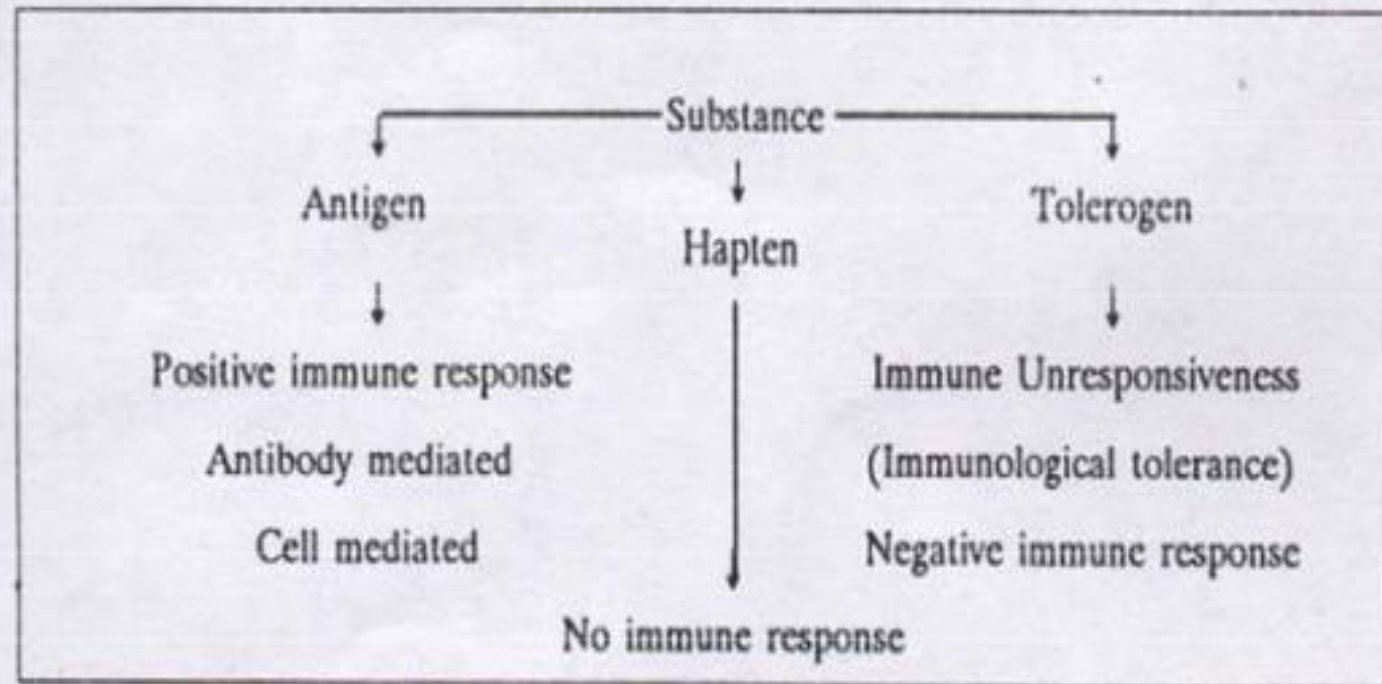 Substance
Antigen
Hapten
Tolerogen
Positive immune response
Antibody mediated
Cell mediated
Immune Unresponsiveness
(Immunological tolerance)
Negative immune response
No immune response